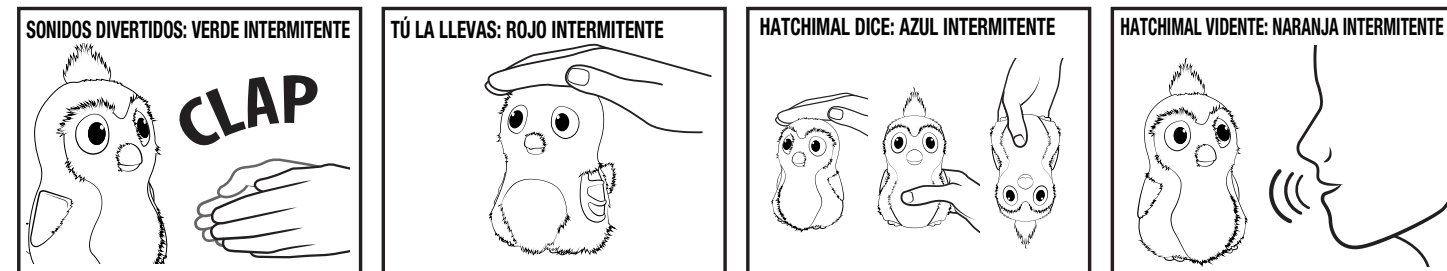 SONIDOS DIVERTIDOS: VERDE INTERMITENTE
CLAP
TÚ LA LLEVAS: ROJO INTERMITENTE
HATCHIMAL DICE: AZUL INTERMITENTE
HATCHIMAL VIDENTE: NARANJA INTERMITENTE